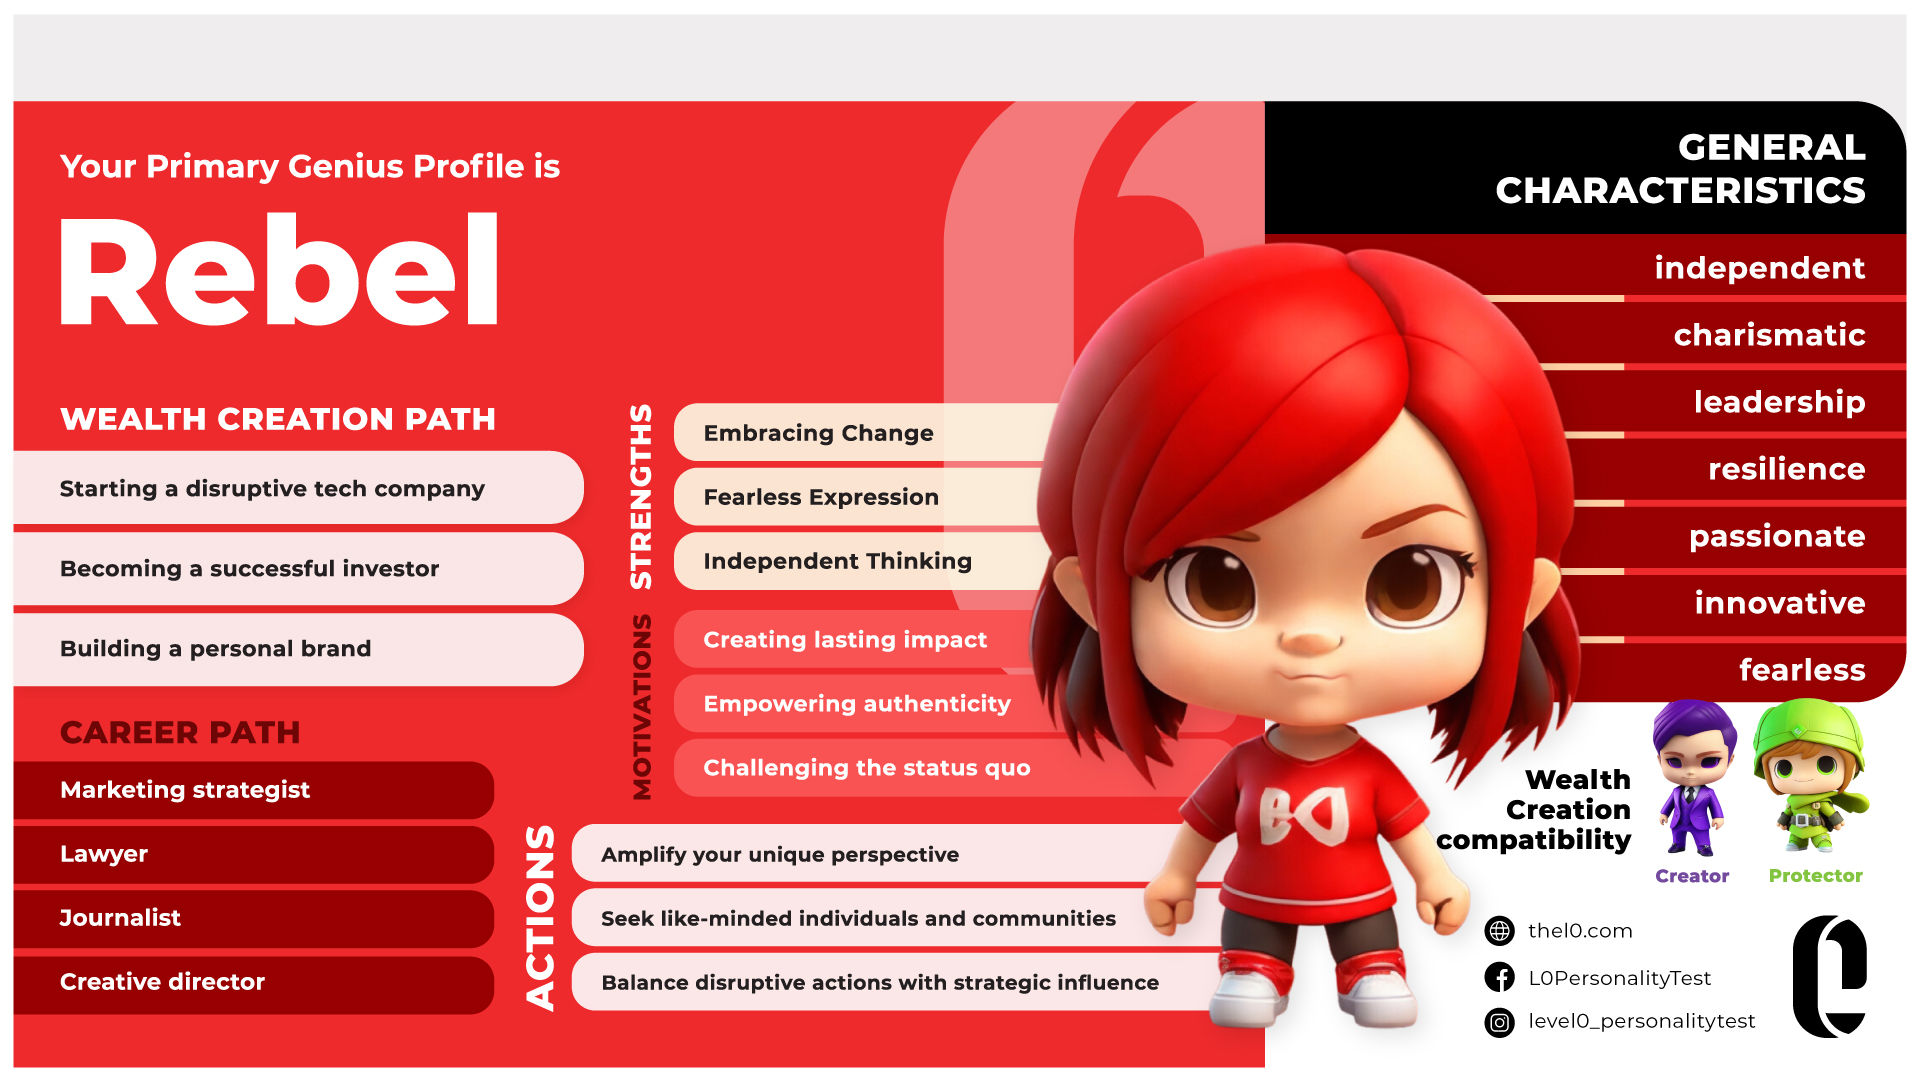 Your Primary Genius Profile is
Rebel
WEALTH CREATION PATH
Starting a disruptive tech company
Becoming a successful investor
Building a personal brand
CAREER PATH
Marketing strategist
Lawyer
Journalist
Creative director
STRENGTHS
Embracing Change
Fearless Expression
Independent Thinking
MOTIVATIONS
Creating lasting impact
Empowering authenticity
Challenging the status quo
ACTIONS
Amplify your unique perspective
Seek like-minded individuals and communities
Balance disruptive actions with strategic influence
GENERAL
CHARACTERISTICS
independent
charismatic
leadership
resilience
passionate
innovative
fearless
Wealth
Creation
compatibility
Creator
Protector
thel0.com
L0PersonalityTest
level0_personalitytest